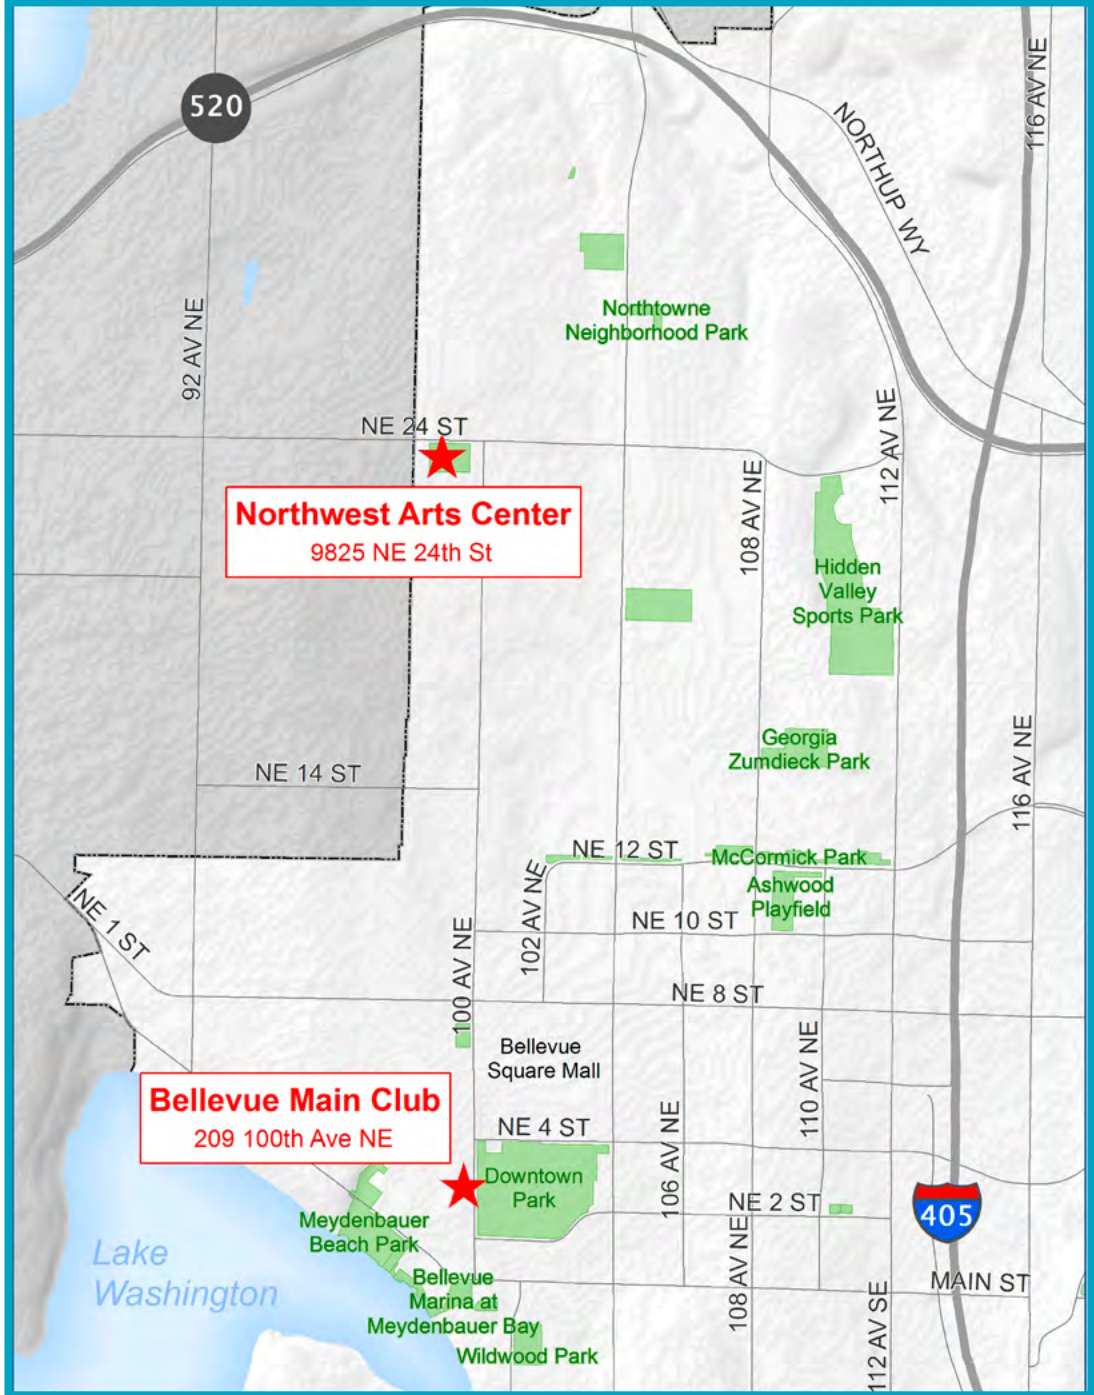 520
116 AV NE
NORTHUP WY
92 AV NE
Northtowne
Neighborhood Park
NE 24 ST
112 AV NE
108 AV NE
Northwest Arts Center
9825 NE 24th St
Hidden
Valley
Sports Park
Georgia
Zumdieck Park
116 AV NE
NE 14 ST
NE 12 ST
McCormick Park
Ashwood
Playfield
102 AV NE
NE 10 ST
NE 1 ST
100 AV NE
NE 8 ST
Bellevue
Square Mall
110 AV NE
Bellevue Main Club
209 100th Ave NE
NE 4 ST
106 AV NE
Downtown
Park
NE 2 ST
405
Meydenbauer
Beach Park
108 AV NE
Lake
Washington
Bellevue
Marina at
Meydenbauer Bay
MAIN ST
112 AV SE
Wildwood Park